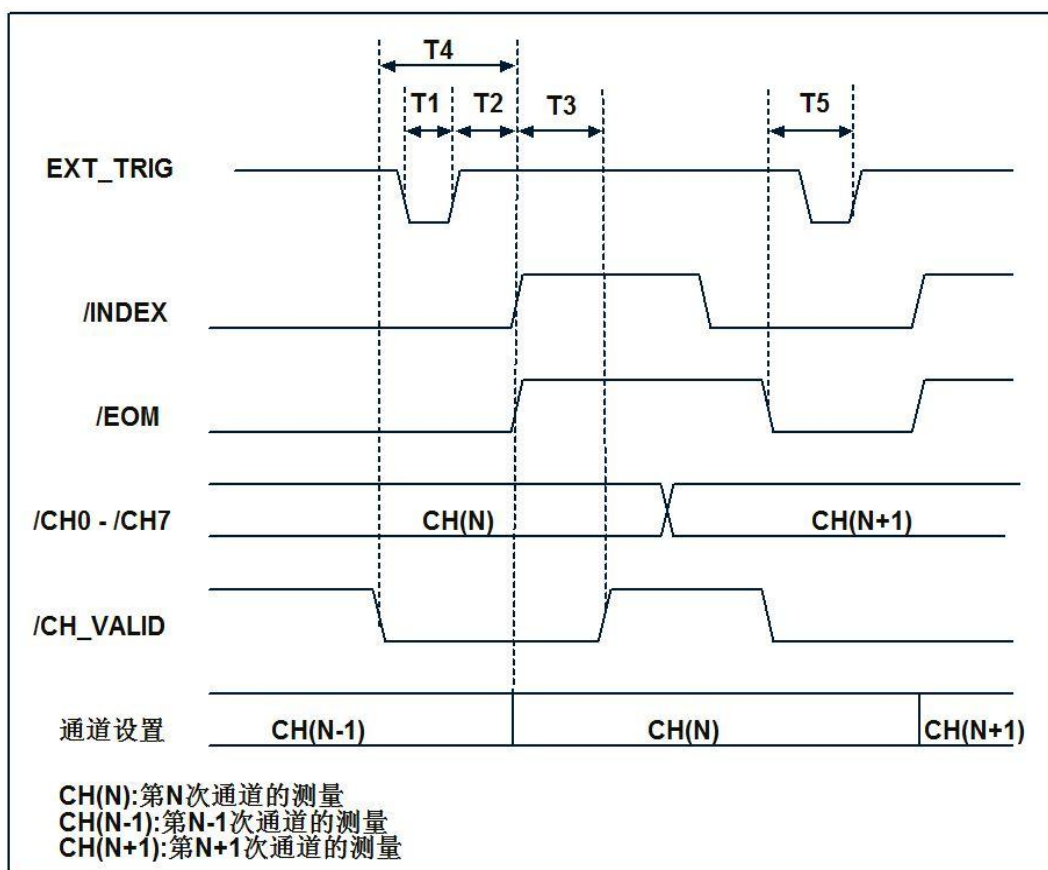 T4
T1 T2 T3 T5
EXT_TRIG
/INDEX
/EOM
/CH0 - /CH7 CH(N) CH(N+1)
/CH_VALID
通道设置 CH(N-1) CH(N) CH(N+1)
CH(N):第N次通道的测量
CH(N-1):第N-1次通道的测量
CH(N+1):第N+1次通道的测量